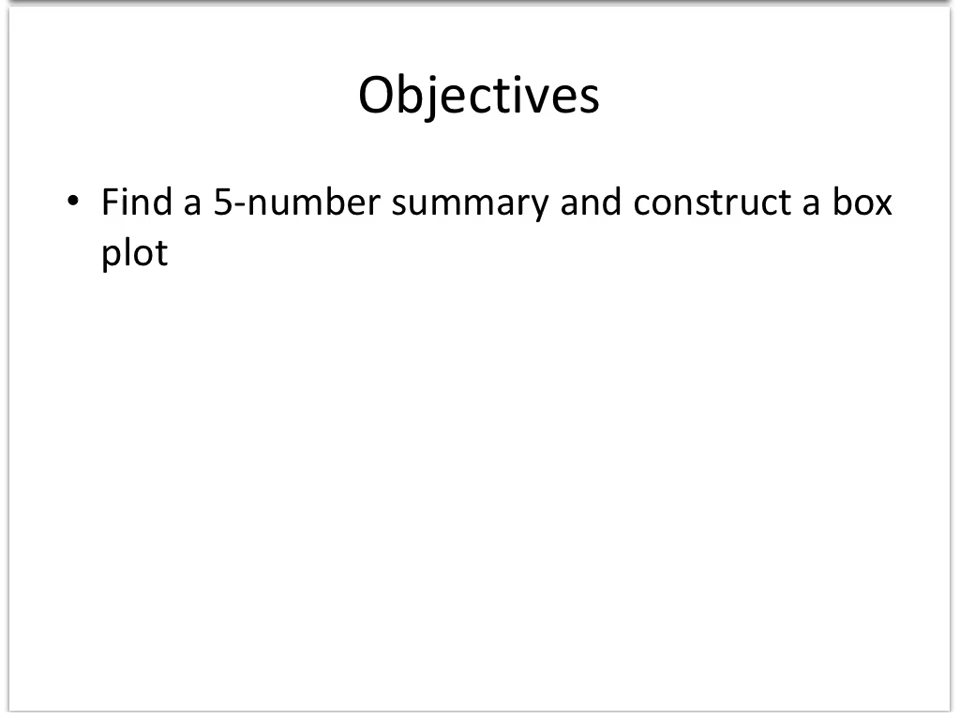 Objectives
• Find a 5-number summary and construct a box
plot